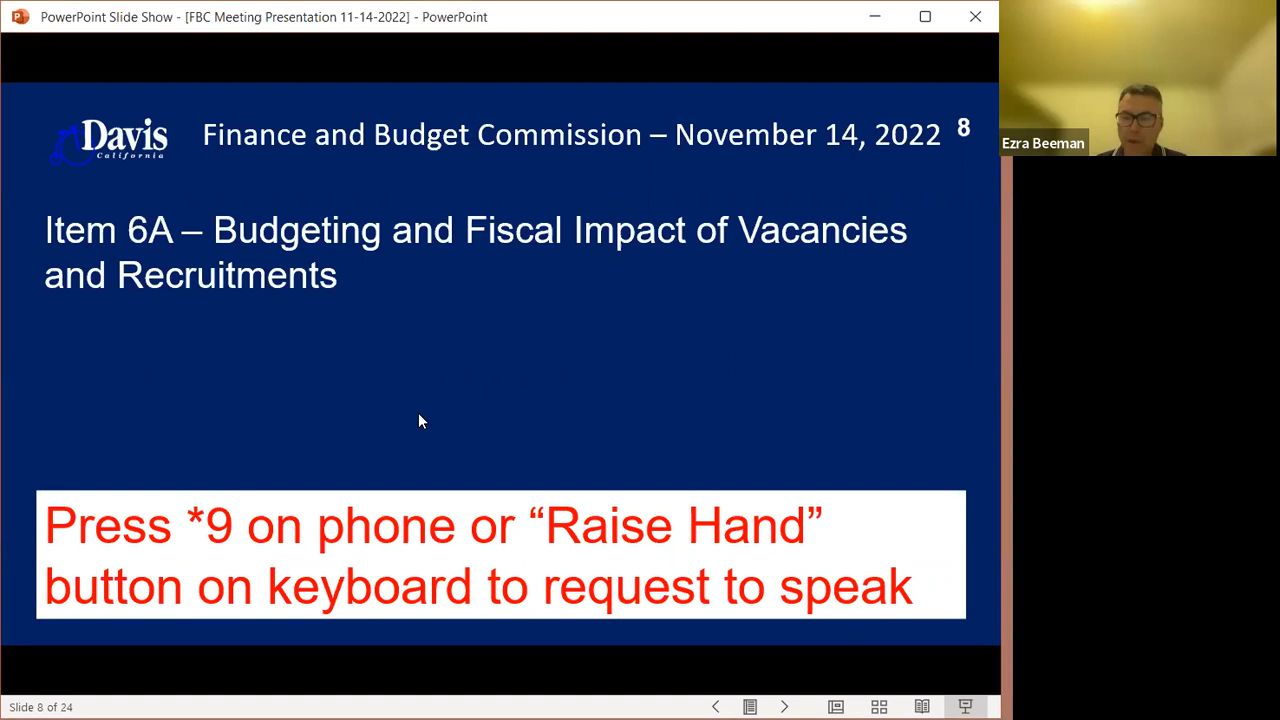 PowerPoint Slide Show - [FBC Meeting Presentation 11-14-2022] - PowerPoint
Davis
California
Finance and Budget Commission – November 14, 2022
8
Ezra Beeman
Item 6A – Budgeting and Fiscal Impact of Vacancies
and Recruitments
Press *9 on phone or “Raise Hand”
button on keyboard to request to speak
Slide 8 of 24